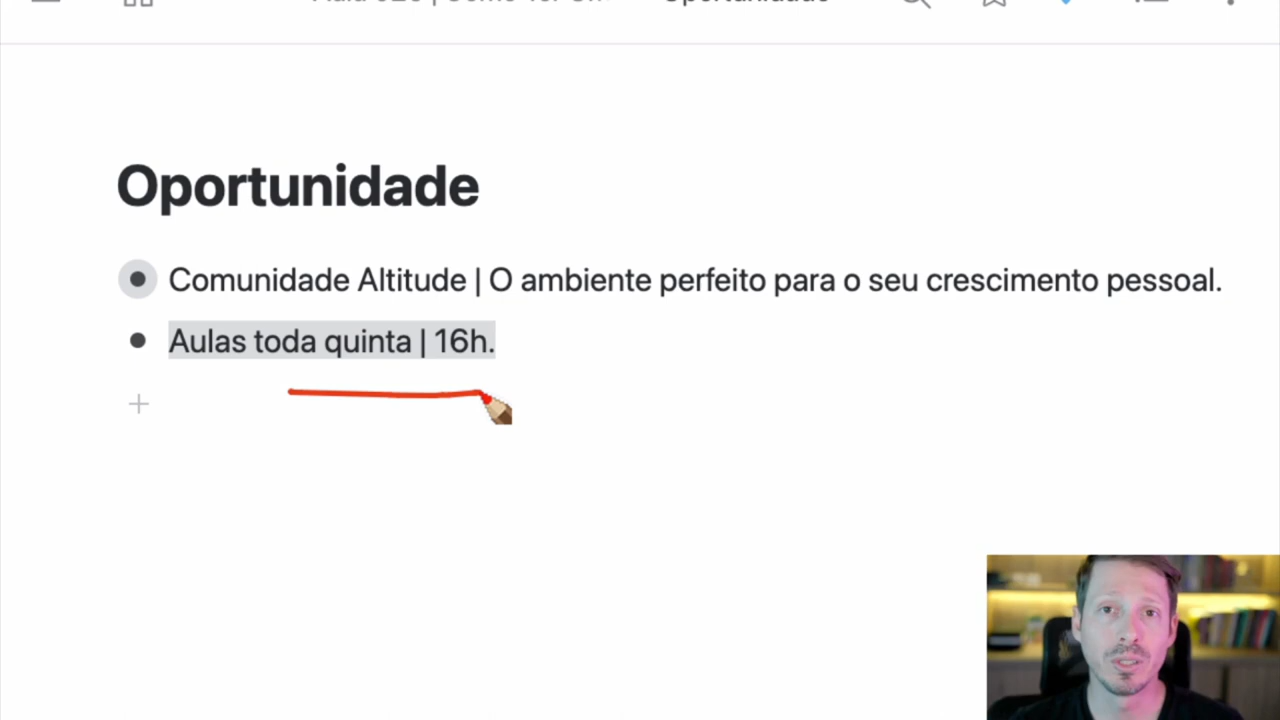 Oportunidade
Comunidade Altitude | O ambiente perfeito para o seu crescimento pessoal.
Aulas toda quinta | 16h.